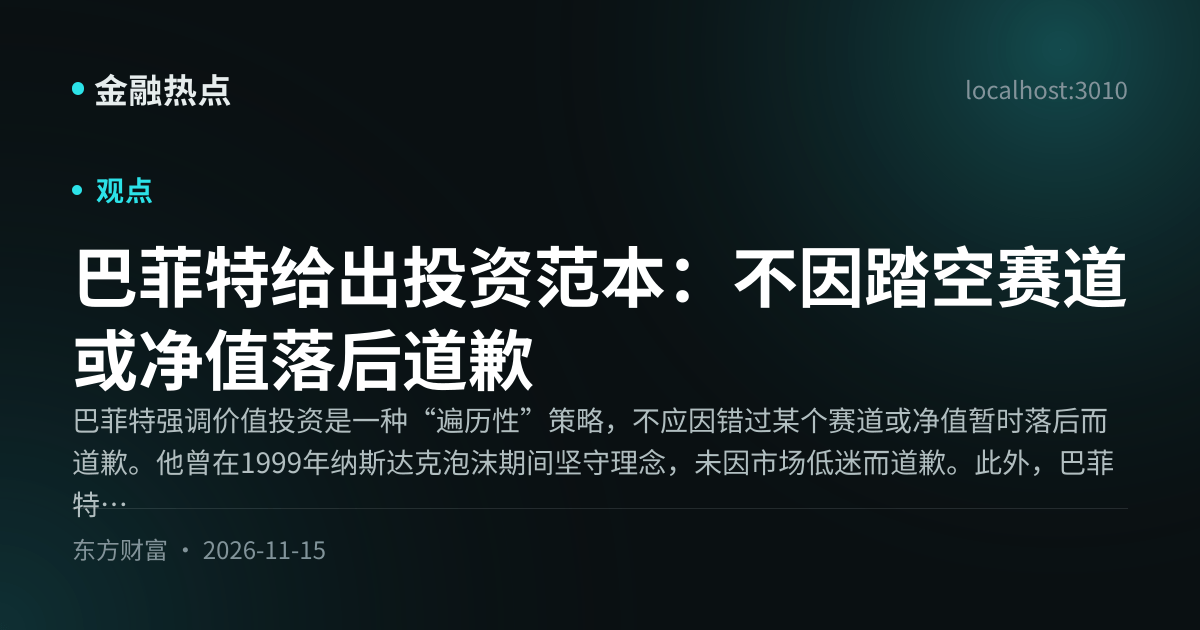 金融热点
localhost:3010
观点
巴菲特给出投资范本：不因踏空赛道
或净值落后道歉
巴菲特强调价值投资是一种“遍历性”策略，不应因错过某个赛道或净值暂时落后而
道歉。他曾在1999年纳斯达克泡沫期间坚守理念，未因市场低迷而道歉。此外，巴菲
特…
东方财富 • 2026-11-15